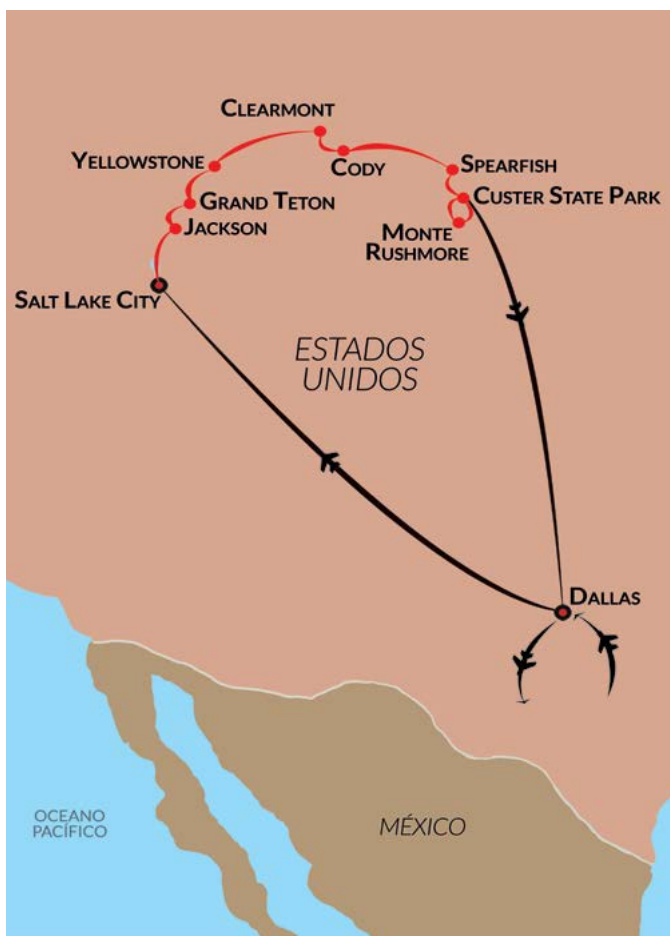 CLEARMONT
CODY
YELLOWSTONE
SPEARFISH
GRAND TETON
CUSTER STATE PARK
JACKSON
MONTE
RUSHMORE
SALT LAKE CITY
ESTADOS
UNIDOS
DALLAS
OCEANO
PACÍFICO
MÉXICO